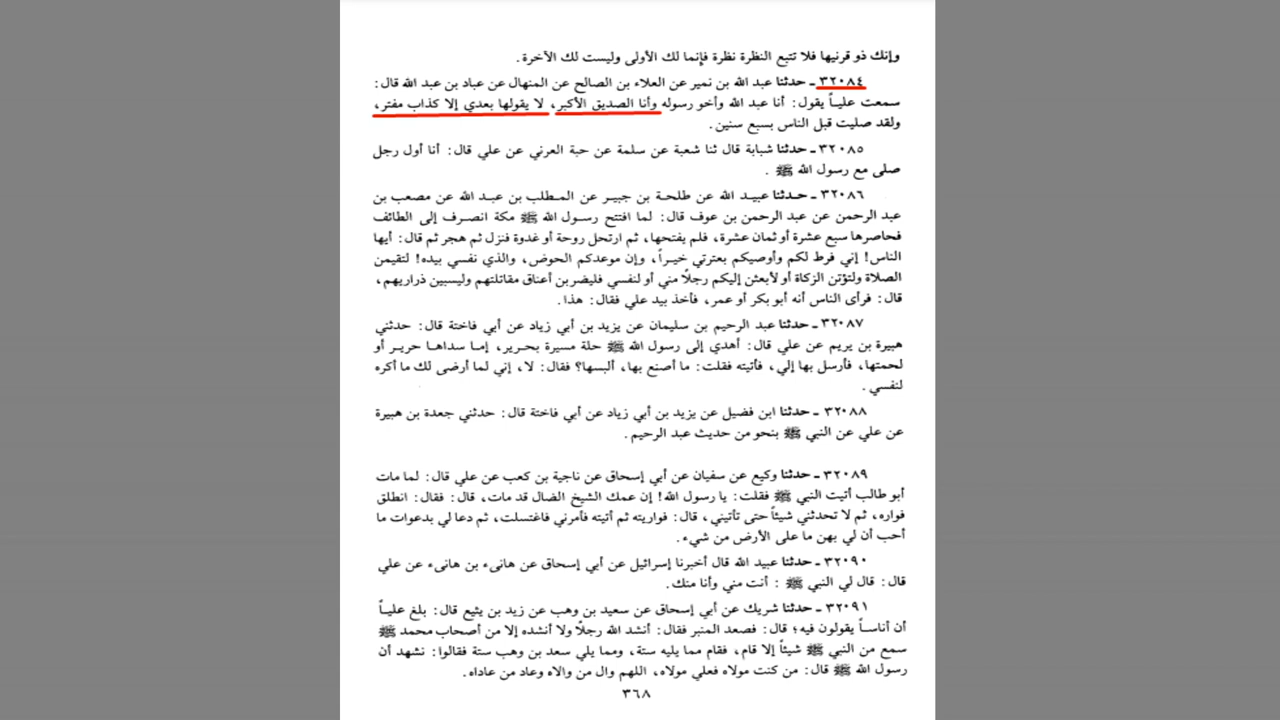 وإنك ذو قرنيها فلا تتبع النظرة نظرة فإنما لك الأولى وليست لك الآخرة .
٣٢٠٨٤ ـ حدثنا عبد الله بن نمير عن العلاء بن الصالح عن المنهال عن عباد بن عبد الله قال :
سمعت عليـاً يقول : أنا عبد الله وأخو رسوله وأنا الصديق الأكبر، لا يقولها بعدي إلا كذاب مفتر،
ولقد صليت قبل الناس بسبع سنين .
٣٢٠٨٥ ـ حدثنا شبابة قال ثنا شعبة عن سلمة عن حبة العرني عن علي قال : أنا أول رجل
صلى مع رسول الله ﷺ .
٣٢٠٨٦ ـ حـدثنا عبيـد الله عن طلحـة بن جبيـر عن المـطلب بن عبـد الله عن مصعب بن
عبد الرحمن عن عبد الرحمن بن عوف قال : لما افتتح رسـول الله ﷺ مكة انصـرف إلى الطائف
فحاصرها سبع عشرة أو ثمان عشرة، فلم يفتحها، ثم ارتحل روحة أو غدوة فنزل ثم هجر ثم قال : أيها
الناس ! إني فرط لكم وأوصيكم بعترتي خيـراً، وإن موعدكم الحوض، والذي نفسي بيده ! لتقيمن
الصلاة ولتؤتن الزكاة أو لأبعثن إليكم رجلاً مني أو لنفسي فليضربن أعناق مقاتلتهم وليسبين ذراريهم،
قال : فرأى الناس أنه أبو بكر أو عمر، فأخذ بيد علي فقال : هذا .
٣٢٠٨٧ ـ حدثنا عبد الرحيم بن سليمان عن يزيد بن أبي زياد عن أبي فاختة قال : حدثني
هبيرة بن يريم عن علي قال : أهدي إلى رسول الله ﷺ حلة مسيرة بحـرير، إمـا سداهـا حريـر أو
لحمتها، فأرسل بها إلي، فأتيته فقلت : ما أصنع بها، ألبسها؟ فقال : لا، إني لما أرضى لك ما أكره
لنفسي .
٣٢٠٨٨ ـ حدثنا ابن فضيل عن يزيد بن أبي زياد عن أبي فاختة قال : حدثني جعدة بن هبيرة
عن علي عن النبي ﷺ بنحو من حديث عبد الرحيم .
٣٢٠٨٩ ـ حدثنا وكيع عن سفيان عن أبي إسحاق عن ناجية بن كعب عن علي قال : لما مات
أبو طالب أتيت النبي ﷺ فقلت : يا رسول الله ! إن عمك الشيخ الضال قد مات، قال : فقال : انطلق
فواره، ثم لا تحدثني شيئاً حتى تأتيني، قال : فواريته ثم أتيته فأمرني فاغتسلت، ثم دعا لي بدعوات ما
أحب أن لي بهن ما على الأرض من شيء .
٣٢٠٩٠ ـ حدثنا عبيد الله قال أخبرنا إسرائيل عن أبي إسحاق عن هانىء بن هانىء عن علي
قال : قال لي النبي ﷺ : أنت مني وأنا منك .
٣٢٠٩١ ـ حدثنا شريك عن أبي إسحاق عن سعيد بن وهب عن زيد بن يثيع قال : بلغ عليـاً
أن أناسـاً يقولون فيه؛ قال : فصعد المنبر فقال : أنشد الله رجلاً ولا أنشده إلا من أصحاب محمد ﷺ
سمع من النبي ﷺ شيئاً إلا قام، فقام مما يليه ستة، ومما يلي سعد بن وهب ستة فقالوا : نشهد أن
رسول الله ﷺ قال : من كنت مولاه فعلي مولاه، اللهم وال من والاه وعاد من عاداه .
٣٦٨